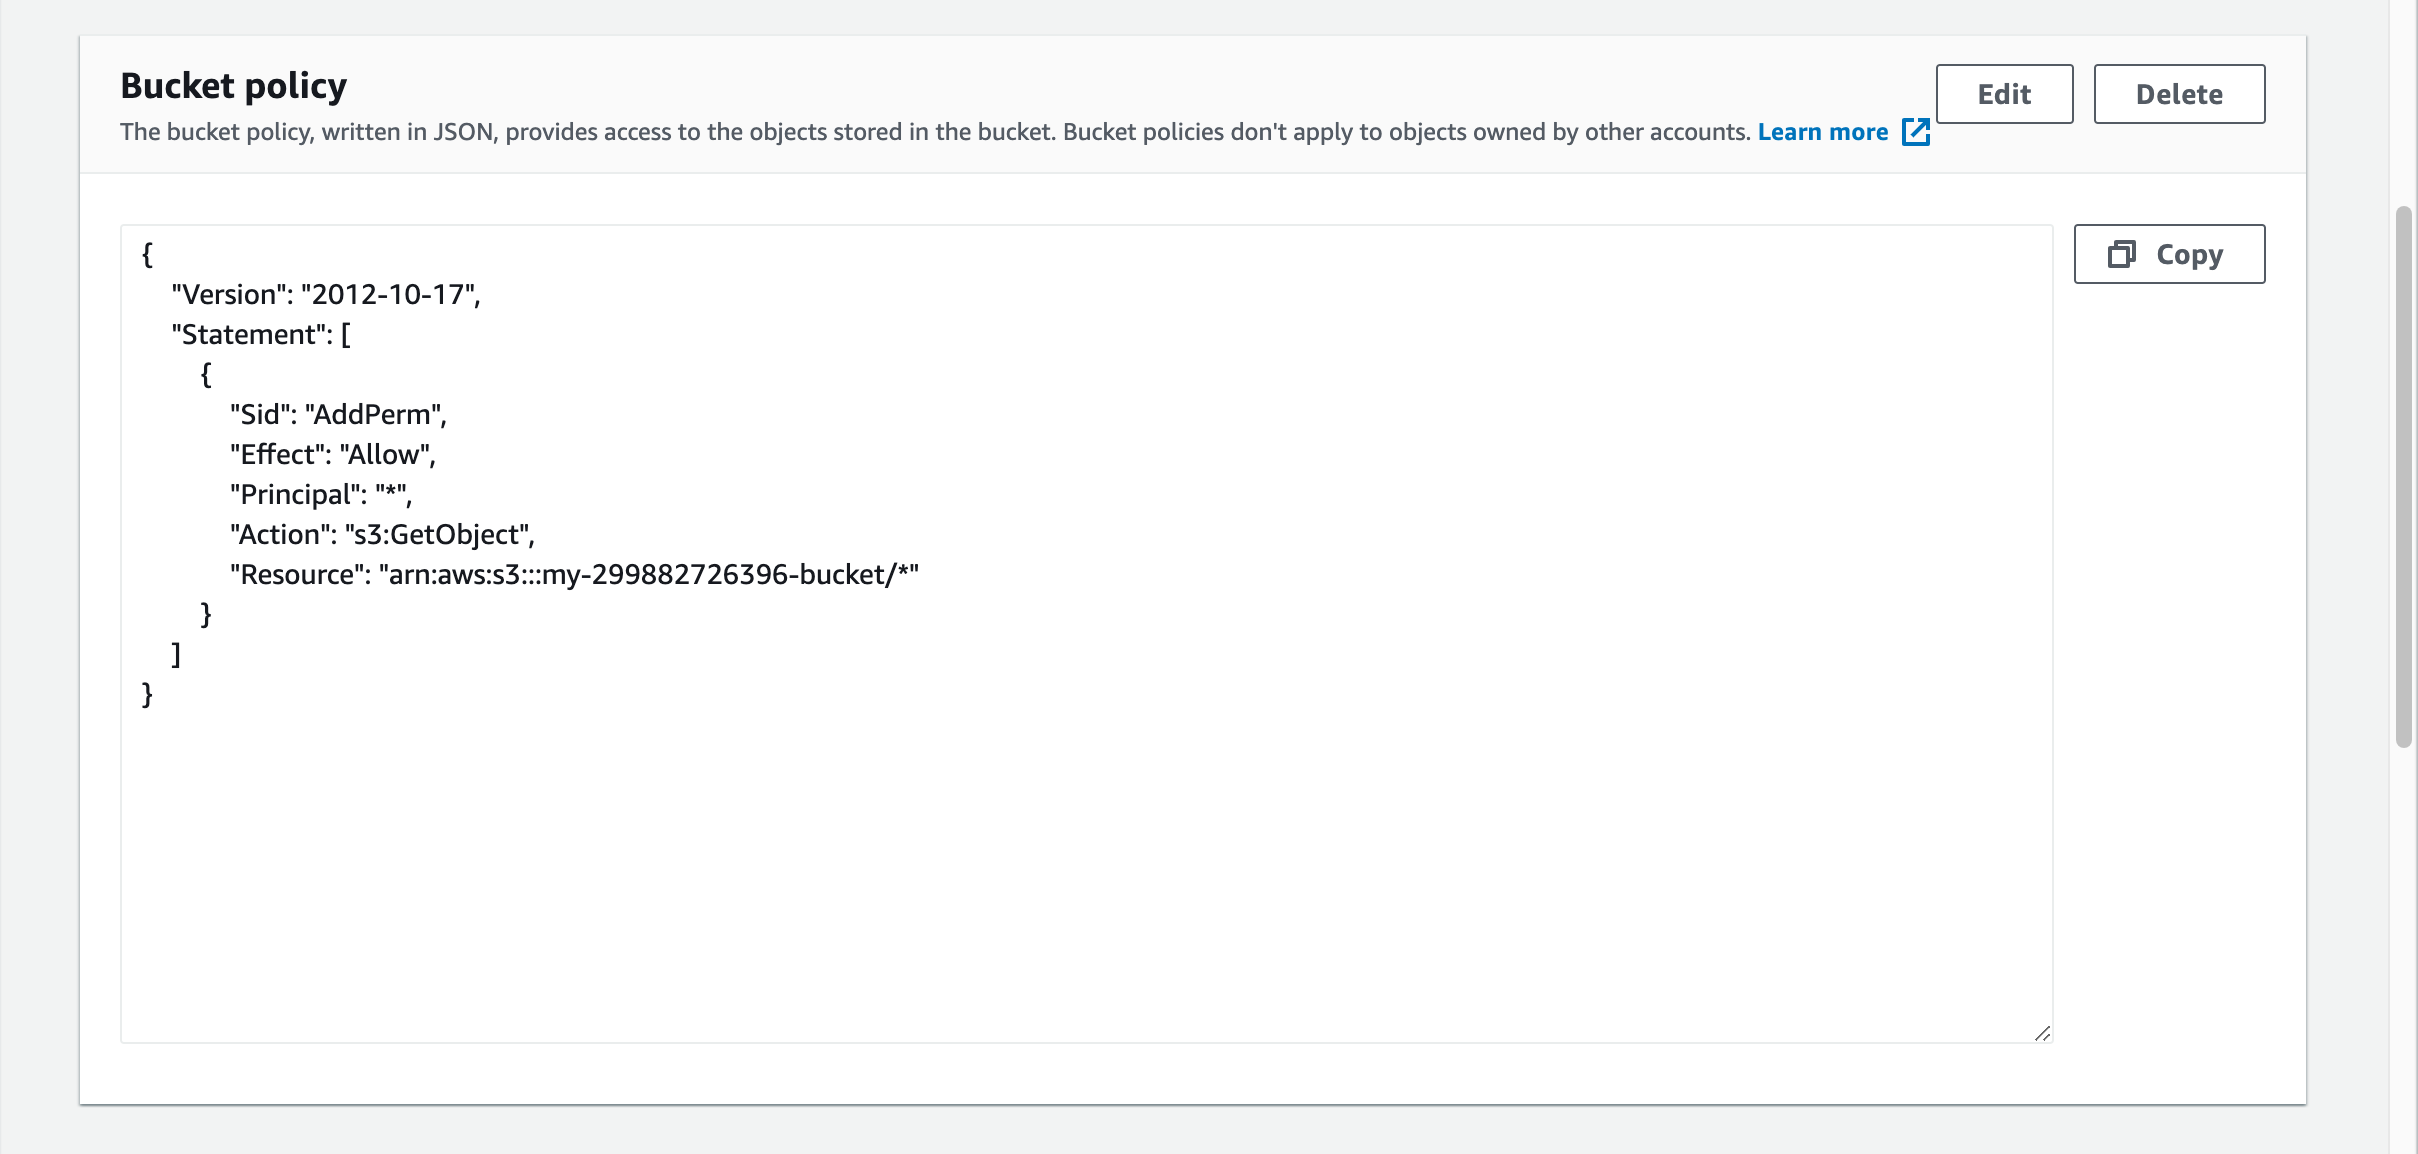 Bucket policy
Edit
Delete
The bucket policy, written in JSON, provides access to the objects stored in the bucket. Bucket policies don't apply to objects owned by other accounts. Learn more
Copy
{
"Version": "2012-10-17",
"Statement": [
{
"Sid": "AddPerm",
"Effect": "Allow",
"Principal": "*",
"Action": "s3:GetObject",
"Resource": "arn:aws:s3:::my-299882726396-bucket/*"
}
]
}